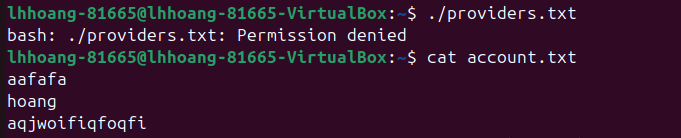 lhhoang-81665@lhhoang-81665-VirtualBox:~$ ./providers.txt
bash: ./providers.txt: Permission denied
lhhoang-81665@lhhoang-81665-VirtualBox:~$ cat account.txt
aafafa
hoang
aqjwoifiqfoqfi